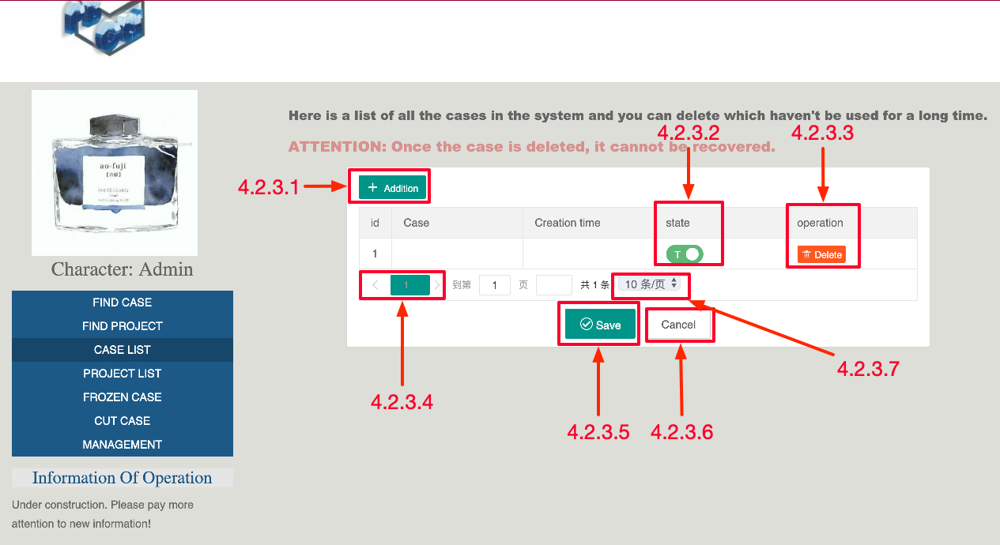 Here is a list of all the cases in the system and you can delete which haven't be used for a long time.
4.2.3.2
4.2.3.3
ATTENTION: Once the case is deleted, it cannot be recovered.
4.2.3.1
Addition
id Case Creation time state operation
1 T Delete
1 到第 1 页 共 1 条 10 条/页
Save Cancel
4.2.3.7
4.2.3.4
4.2.3.5 4.2.3.6
ao-fuji
Character: Admin
FIND CASE
FIND PROJECT
CASE LIST
PROJECT LIST
FROZEN CASE
CUT CASE
MANAGEMENT
Information Of Operation
Under construction. Please pay more
attention to new information!